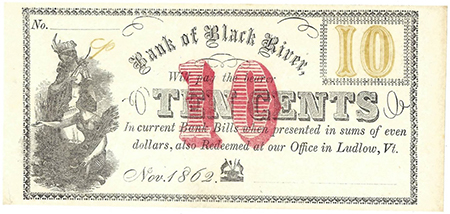 No.
Bank of Black River,
10
Will pay the bearer
TEN CENTS
10
In current Bank Bills when presented in sums of even
dollars, also Redeemed at our Office in Ludlow, Vt.
Nov. 1862.